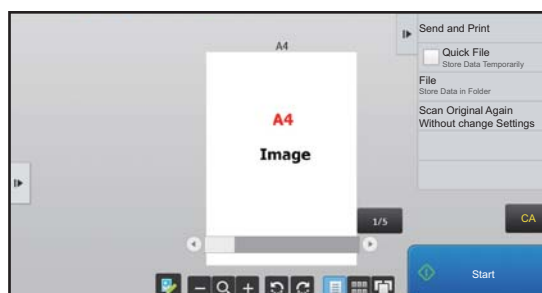 A4
A4
Image
1/5
Send and Print
Quick File
Store Data Temporarily
File
Store Data in Folder
Scan Original Again
Without change Settings
CA
Start